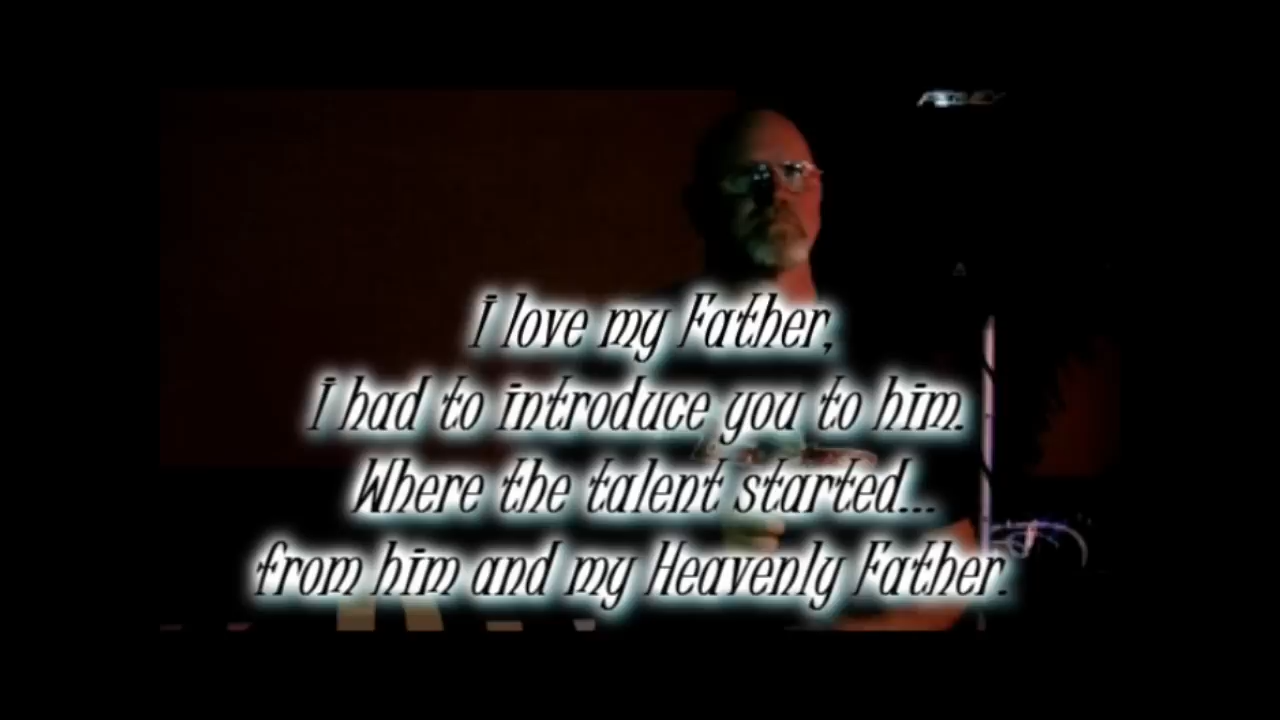 I love my Father,
I had to introduce you to him.
Where the talent started...
from him and my Heavenly Father.